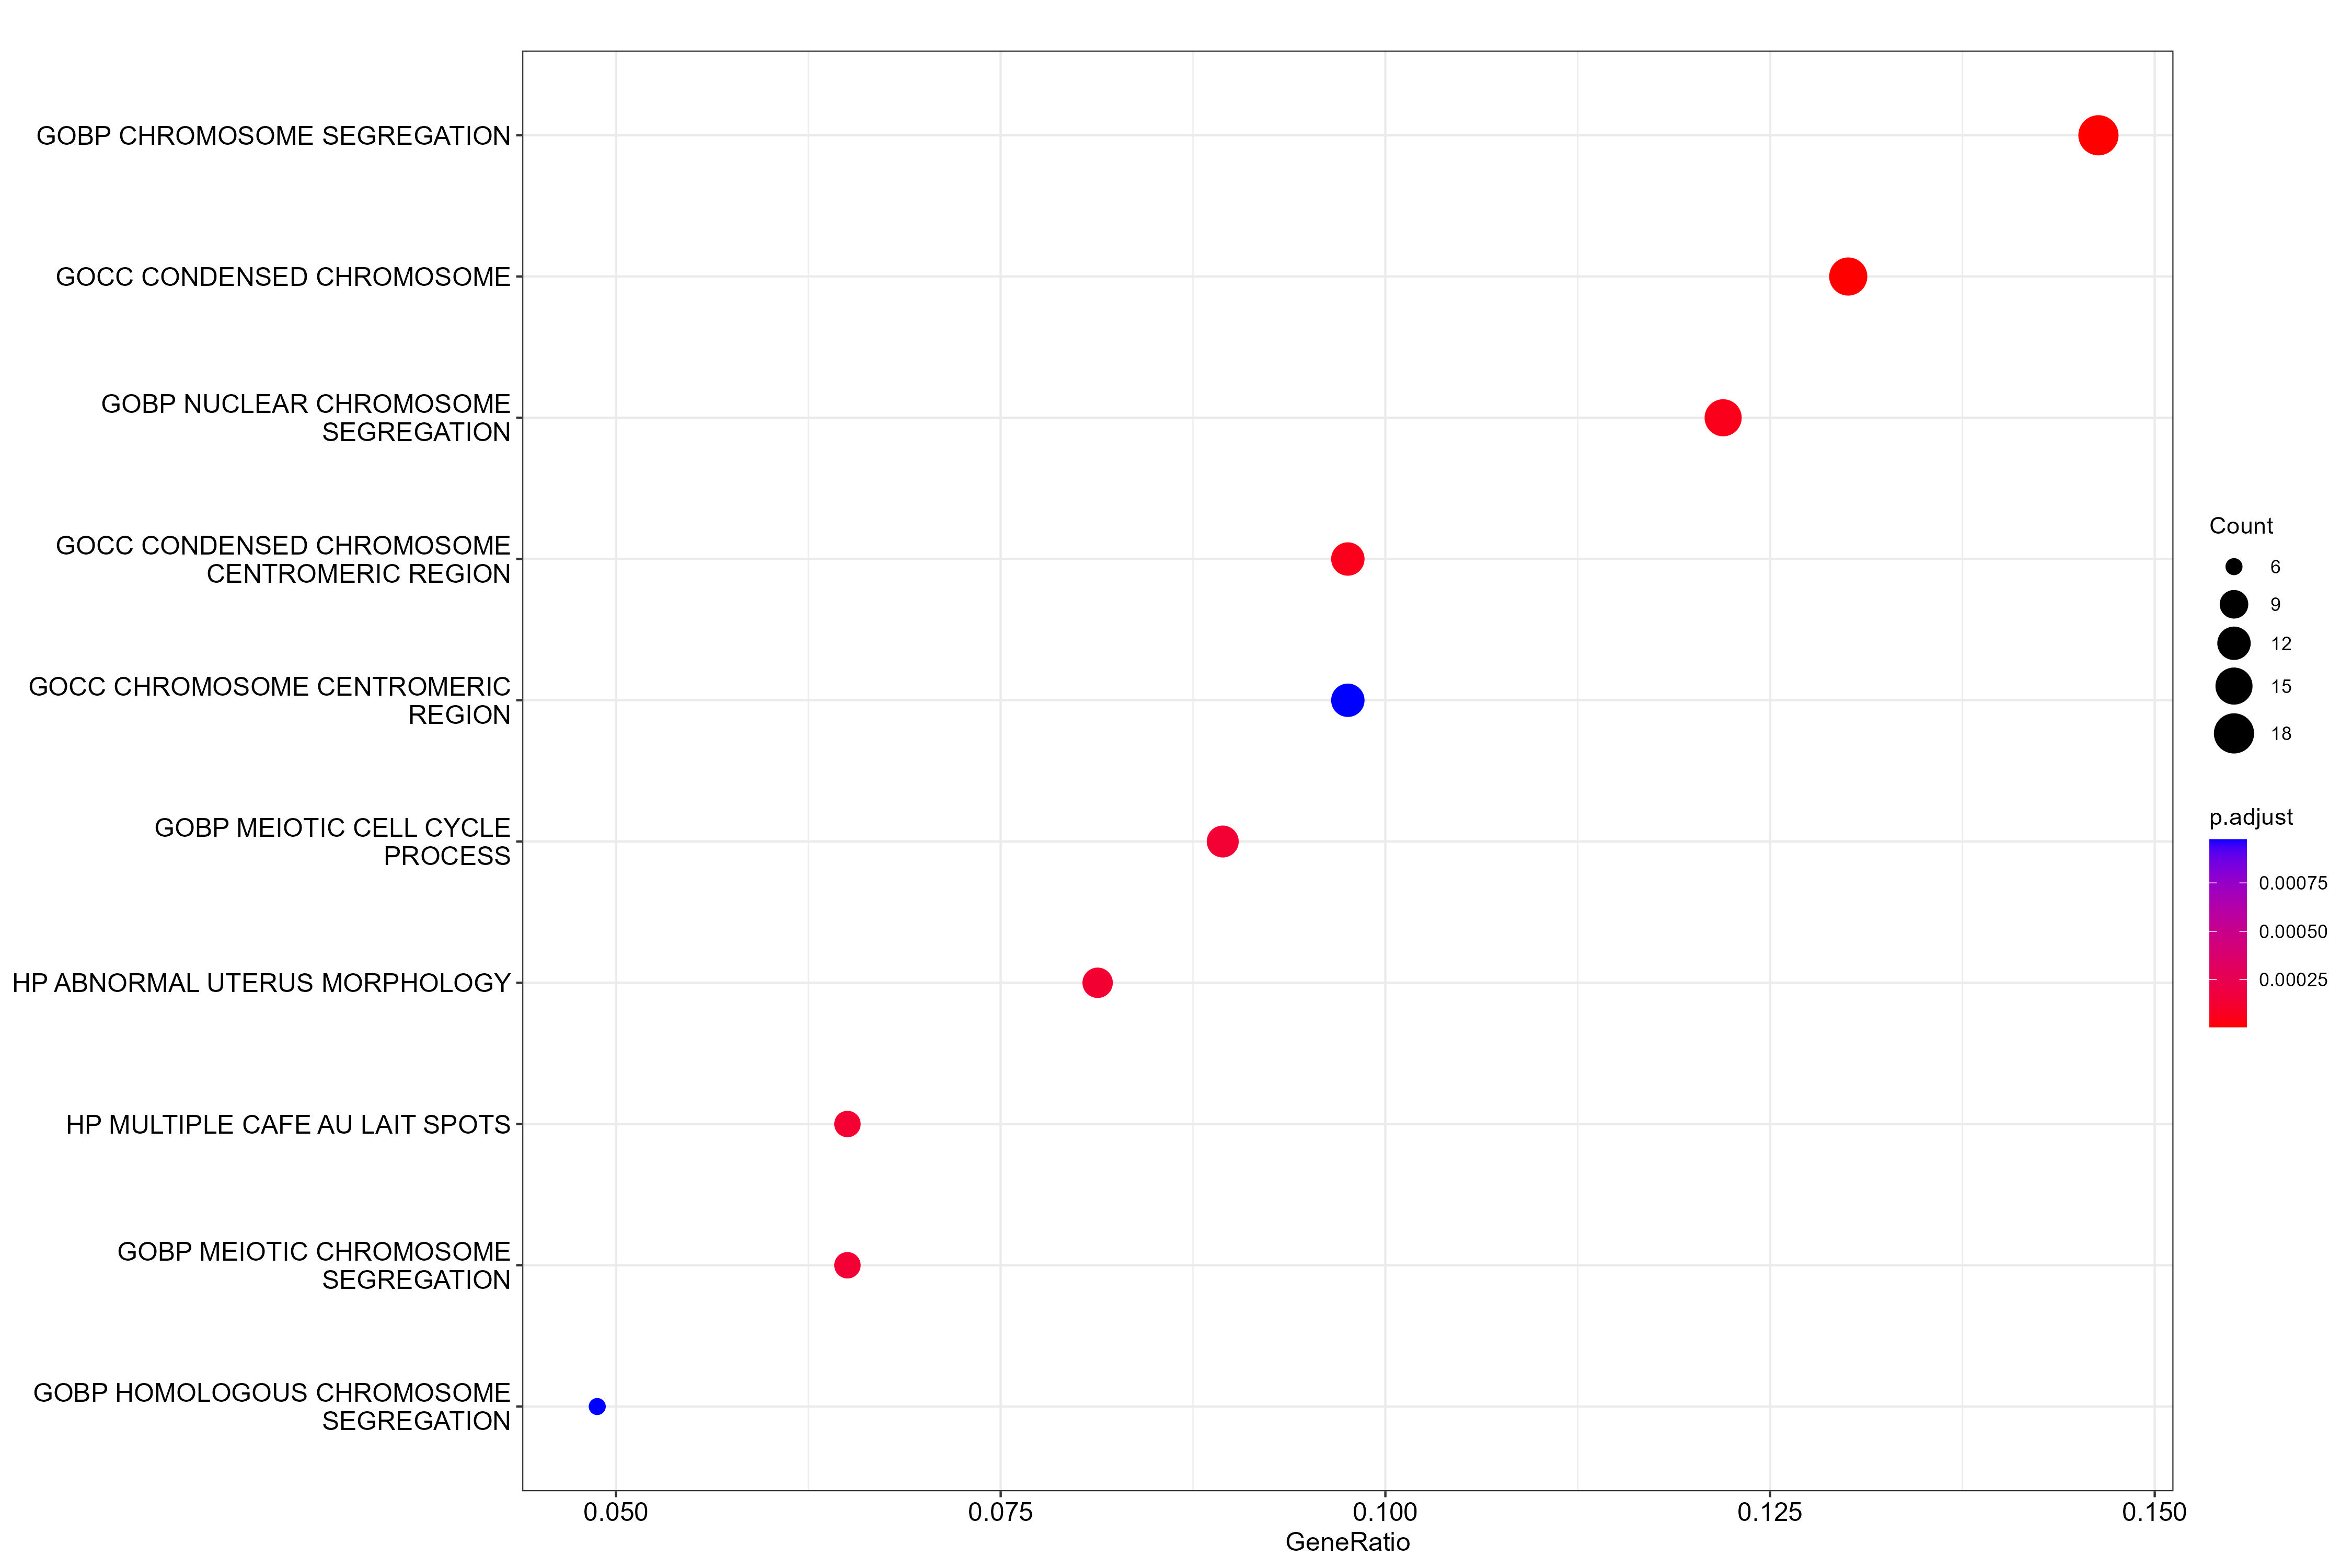 GOBP CHROMOSOME SEGREGATION
GOCC CONDENSED CHROMOSOME
GOBP NUCLEAR CHROMOSOME
SEGREGATION
GOCC CONDENSED CHROMOSOME
CENTROMERIC REGION
GOCC CHROMOSOME CENTROMERIC
REGION
GOBP MEIOTIC CELL CYCLE
PROCESS
HP ABNORMAL UTERUS MORPHOLOGY
HP MULTIPLE CAFE AU LAIT SPOTS
GOBP MEIOTIC CHROMOSOME
SEGREGATION
GOBP HOMOLOGOUS CHROMOSOME
SEGREGATION
0.050 0.075 0.100 0.125 0.150
GeneRatio
Count
6
9
12
15
18
p.adjust
0.00075
0.00050
0.00025